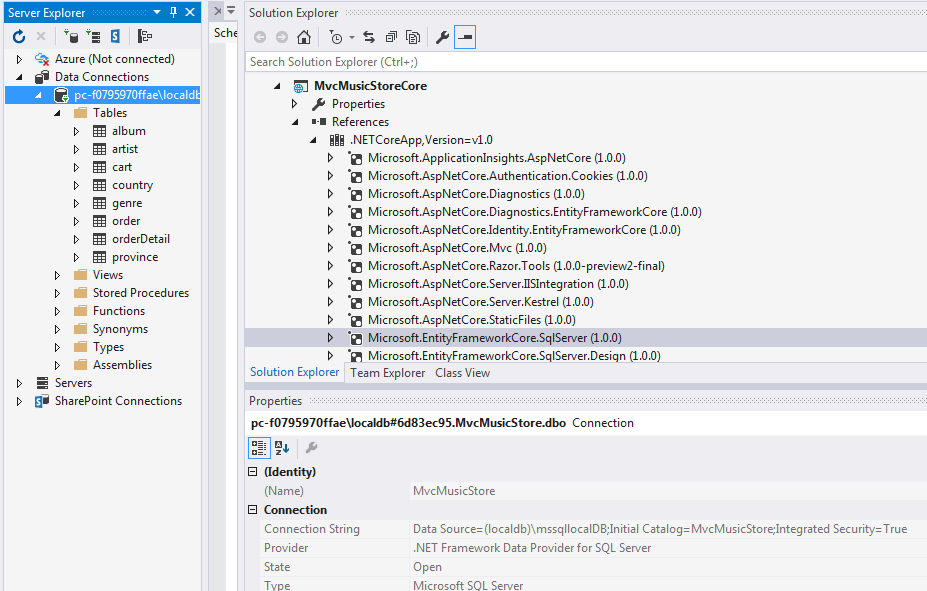 Server Explorer
Azure (Not connected)
Data Connections
pc-f0795970ffae\localdb
Tables
album
artist
cart
country
genre
order
orderDetail
province
Views
Stored Procedures
Functions
Synonyms
Types
Assemblies
Servers
SharePoint Connections
Sche
Solution Explorer
Search Solution Explorer (Ctrl+;)
MvcMusicStoreCore
Properties
References
.NETCoreApp,Version=v1.0
Microsoft.ApplicationInsights.AspNetCore (1.0.0)
Microsoft.AspNetCore.Authentication.Cookies (1.0.0)
Microsoft.AspNetCore.Diagnostics (1.0.0)
Microsoft.AspNetCore.Diagnostics.EntityFrameworkCore (1.0.0)
Microsoft.AspNetCore.Identity.EntityFrameworkCore (1.0.0)
Microsoft.AspNetCore.Mvc (1.0.0)
Microsoft.AspNetCore.Razor.Tools (1.0.0-preview2-final)
Microsoft.AspNetCore.Server.IISIntegration (1.0.0)
Microsoft.AspNetCore.Server.Kestrel (1.0.0)
Microsoft.AspNetCore.StaticFiles (1.0.0)
Microsoft.EntityFrameworkCore.SqlServer (1.0.0)
Microsoft.EntityFrameworkCore.SqlServer.Design (1.0.0)
Solution Explorer Team Explorer Class View
Properties
pc-f0795970ffae\localdb#6d83ec95.MvcMusicStore.dbo Connection
(Identity)
(Name) MvcMusicStore
Connection
Connection String Data Source=(localdb)\mssqllocalDB;Initial Catalog=MvcMusicStore;Integrated Security=True
Provider .NET Framework Data Provider for SQL Server
State Open
Type Microsoft SQL Server